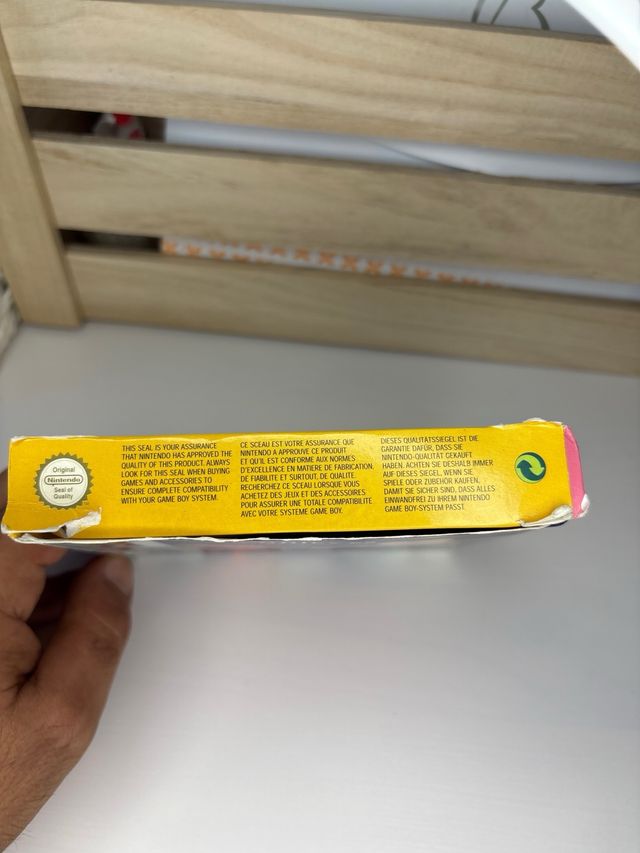 Original
Nintendo
Seal of
Quality
THIS SEAL IS YOUR ASSURANCE
THAT NINTENDO HAS APPROVED THE
QUALITY OF THIS PRODUCT. ALWAYS
LOOK FOR THIS SEAL WHEN BUYING
GAMES AND ACCESSORIES TO
ENSURE COMPLETE COMPATIBILITY
WITH YOUR GAME BOY SYSTEM.
CE SCEAU EST VOTRE ASSURANCE QUE
NINTENDO A APPROUVE CE PRODUIT
ET QU'IL EST CONFORME AUX NORMES
D'EXCELLENCE EN MATIERE DE FABRICATION,
DE FIABILITE ET SURTOUT, DE QUALITE.
RECHERCHEZ CE SCEAU LORSQUE VOUS
ACHETEZ DES JEUX ET DES ACCESSOIRES
POUR ASSURER UNE TOTALE COMPATIBILITE
AVEC VOTRE SYSTEME GAME BOY.
DIESES QUALITÄTSSIEGEL IST DIE
GARANTIE DAFÜR, DASS SIE
NINTENDO-QUALITÄT GEKAUFT
HABEN. ACHTEN SIE DESHALB IMMER
AUF DIESES SIEGEL, WENN SIE
SPIELE ODER ZUBEHÖR KAUFEN,
DAMIT SIE SICHER SIND, DASS ALLES
EINWANDFREI ZU IHREM NINTENDO
GAME BOY-SYSTEM PASST.